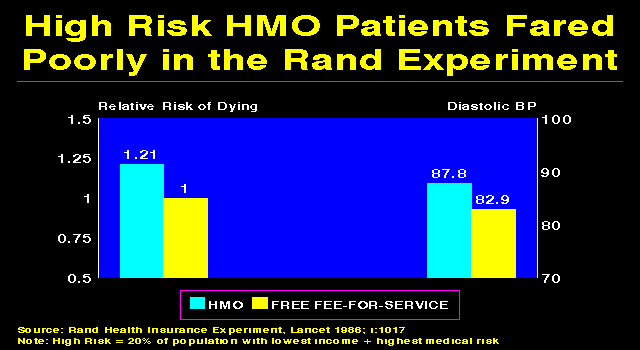 High Risk HMO Patients Fared
Poorly in the Rand Experiment
Relative Risk of Dying
Diastolic BP
1.5
1.25
1
0.75
0.5
1.21
1
87.8
82.9
100
90
80
70
HMO
FREE FEE-FOR-SERVICE
Source: Rand Health Insurance Experiment, Lancet 1986; i:1017
Note: High Risk = 20% of population with lowest income + highest medical risk